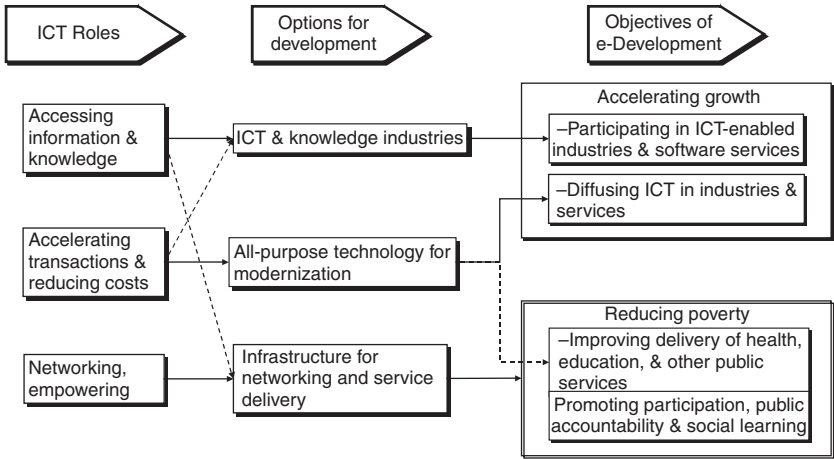 ICT Roles
Options for
development
Objectives of
e-Development
Accessing
information &
knowledge
Accelerating
transactions &
reducing costs
Networking,
empowering
ICT & knowledge industries
All-purpose technology for
modernization
Infrastructure for
networking and service
delivery
Accelerating growth
–Participating in ICT-enabled
industries & software services
–Diffusing ICT in industries &
services
Reducing poverty
–Improving delivery of health,
education, & other public
services
Promoting participation, public
accountability & social learning